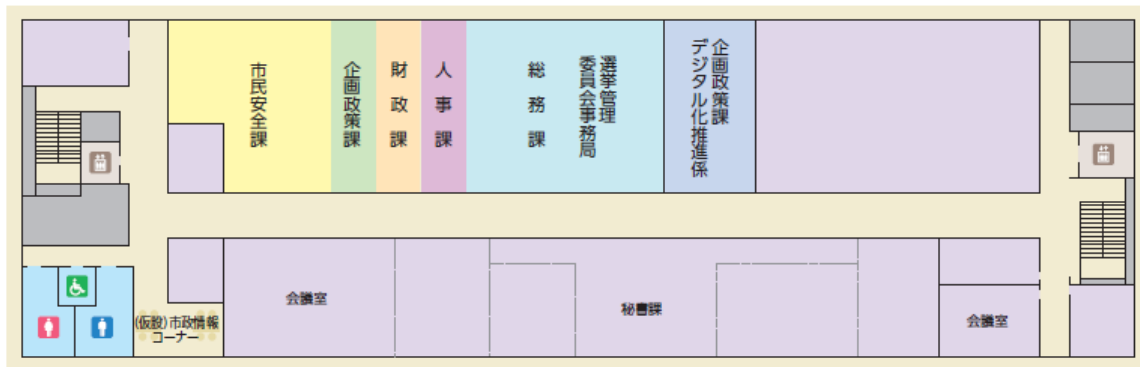 市民安全課
企画政策課
財政課
人事課
総務課
選挙管理
委員会事務局
企画政策課
デジタル化推進係
会議室
秘書課
会議室
(仮設)市政情報
コーナー